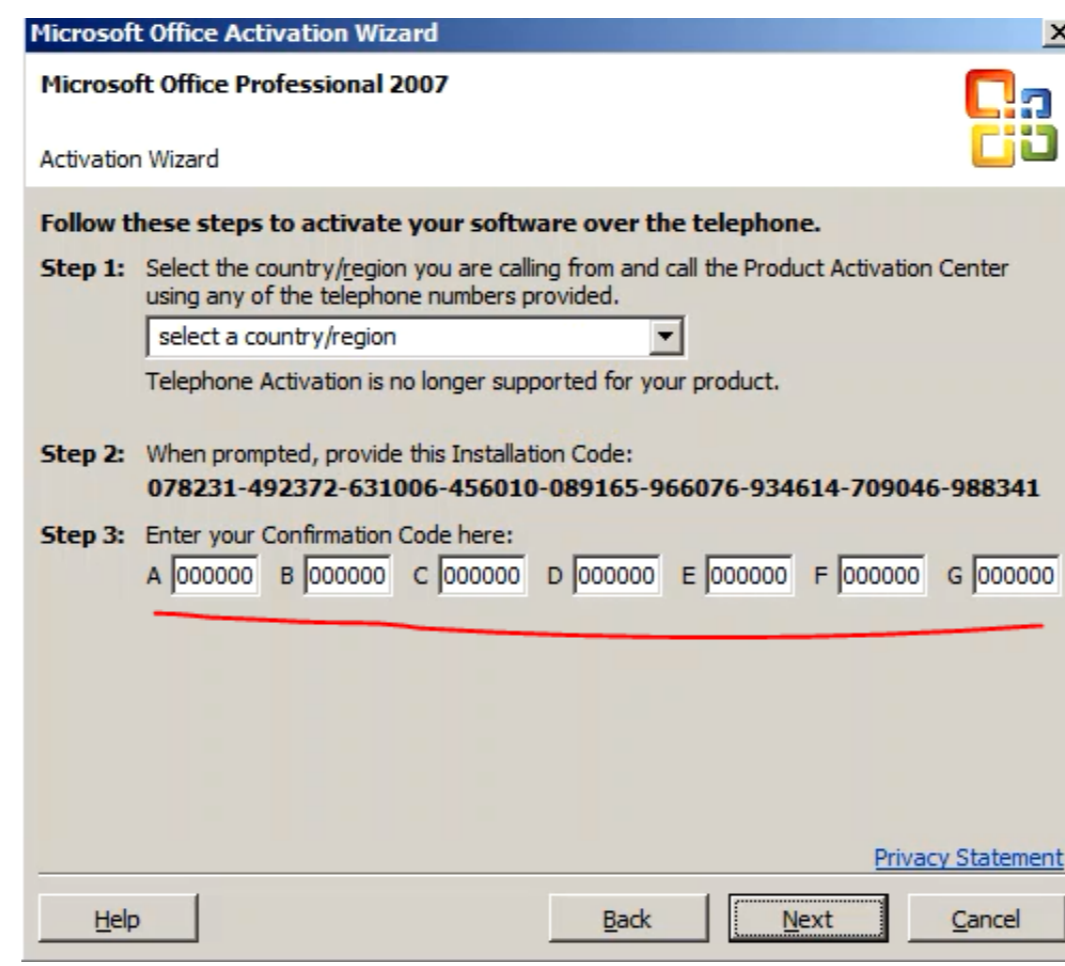 Microsoft Office Activation Wizard
Microsoft Office Professional 2007
Activation Wizard
Follow these steps to activate your software over the telephone.
Step 1: Select the country/region you are calling from and call the Product Activation Center
using any of the telephone numbers provided.
select a country/region
Telephone Activation is no longer supported for your product.
Step 2: When prompted, provide this Installation Code:
078231-492372-631006-456010-089165-966076-934614-709046-988341
Step 3: Enter your Confirmation Code here:
A 000000 B 000000 C 000000 D 000000 E 000000 F 000000 G 000000
Privacy Statement
Help Back Next Cancel